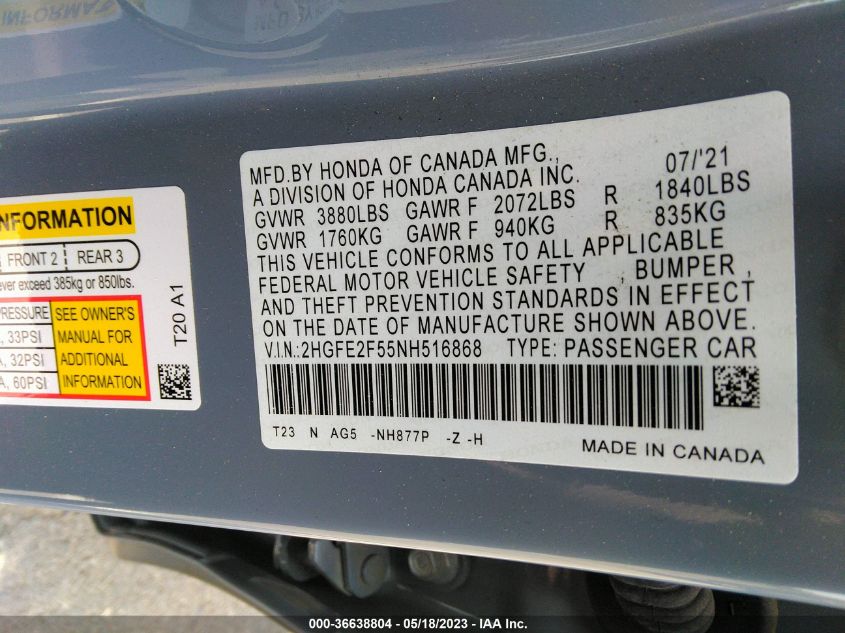 MFD.BY HONDA OF CANADA MFG., 07/'21
A DIVISION OF HONDA CANADA INC.
GVWR 3880LBS GAWR F 2072LBS R 1840LBS
GVWR 1760KG GAWR F 940KG R 835KG
THIS VEHICLE CONFORMS TO ALL APPLICABLE
FEDERAL MOTOR VEHICLE SAFETY , BUMPER ,
AND THEFT PREVENTION STANDARDS IN EFFECT
ON THE DATE OF MANUFACTURE SHOWN ABOVE.
V.I.N.:2HGFE2F55NH516868 TYPE: PASSENGER CAR
T23 N AG5 -NH877P -Z -H
MADE IN CANADA
INFORMATION
FRONT 2 REAR 3
385kg or 850lbs.
PRESSURE SEE OWNER'S
33PSI MANUAL FOR
32PSI ADDITIONAL
60PSI INFORMATION
T20 A1
000-36638804 - 05/18/2023 - IAA Inc.